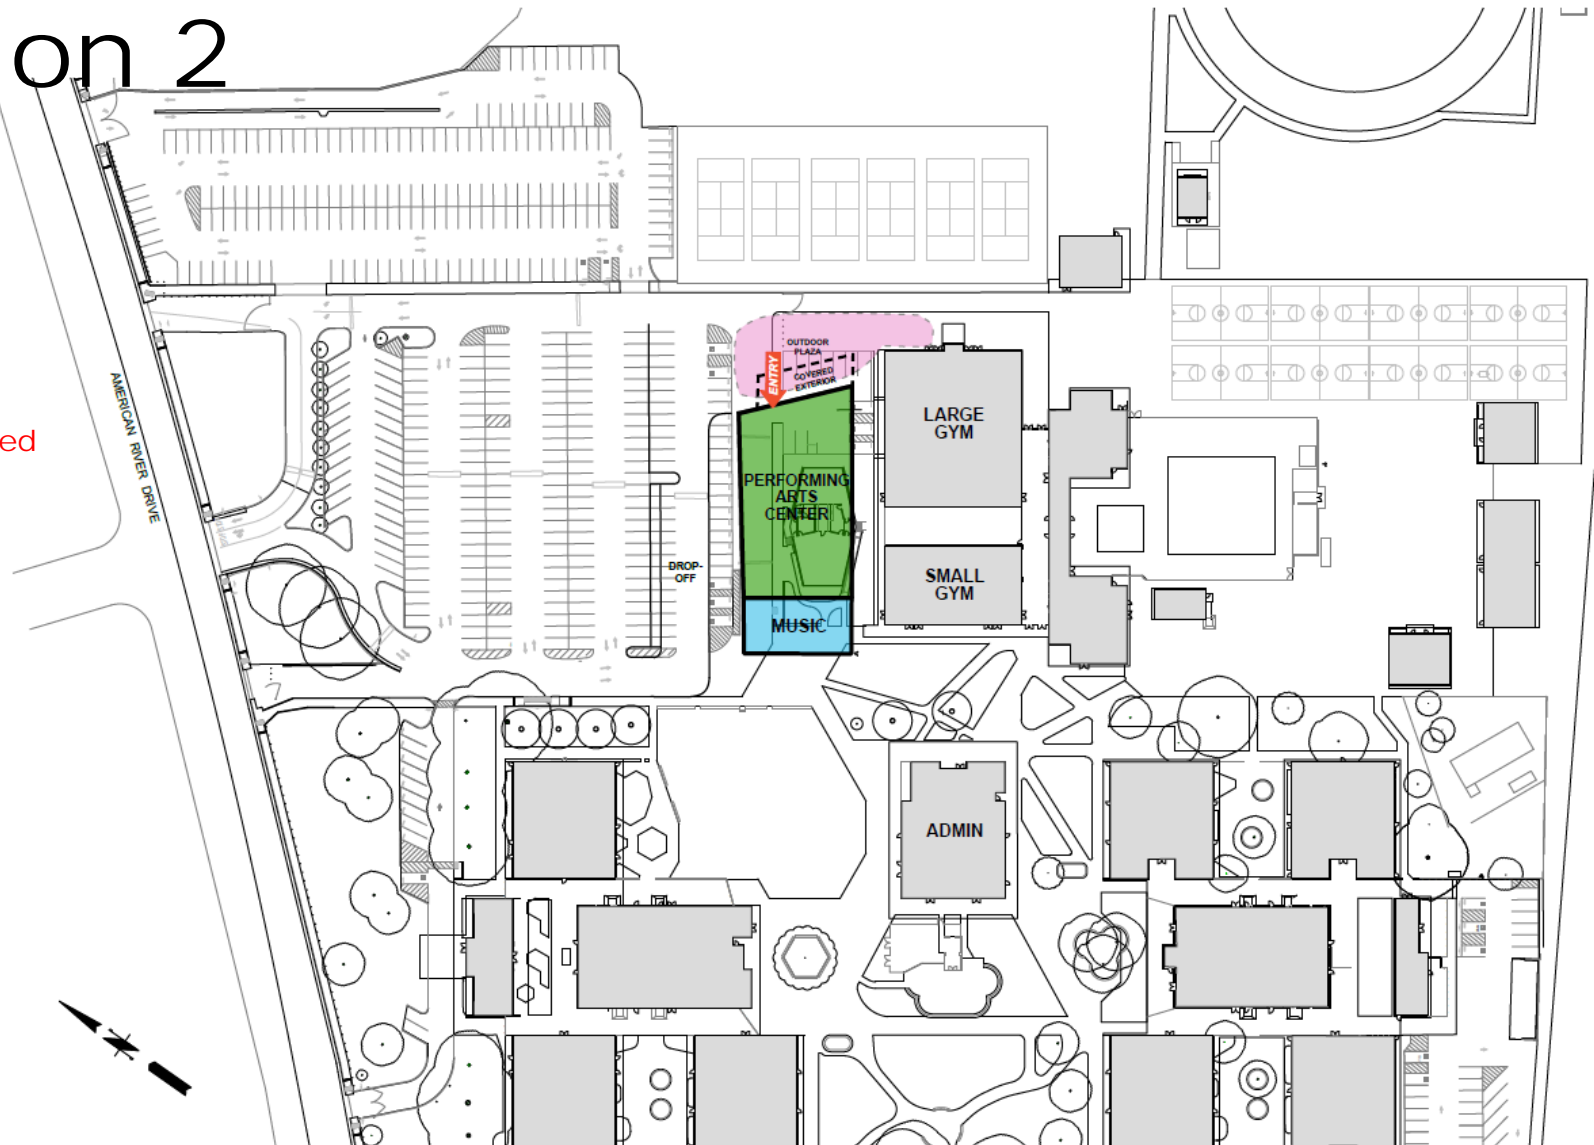 on 2
ed
AMERICAN RIVER DRIVE
OUTDOOR
PLAZA
ENTRY
COVERED
EXTERIOR
LARGE
GYM
PERFORMING
ARTS
CENTER
DROP-
OFF
SMALL
GYM
MUSIC
ADMIN
N